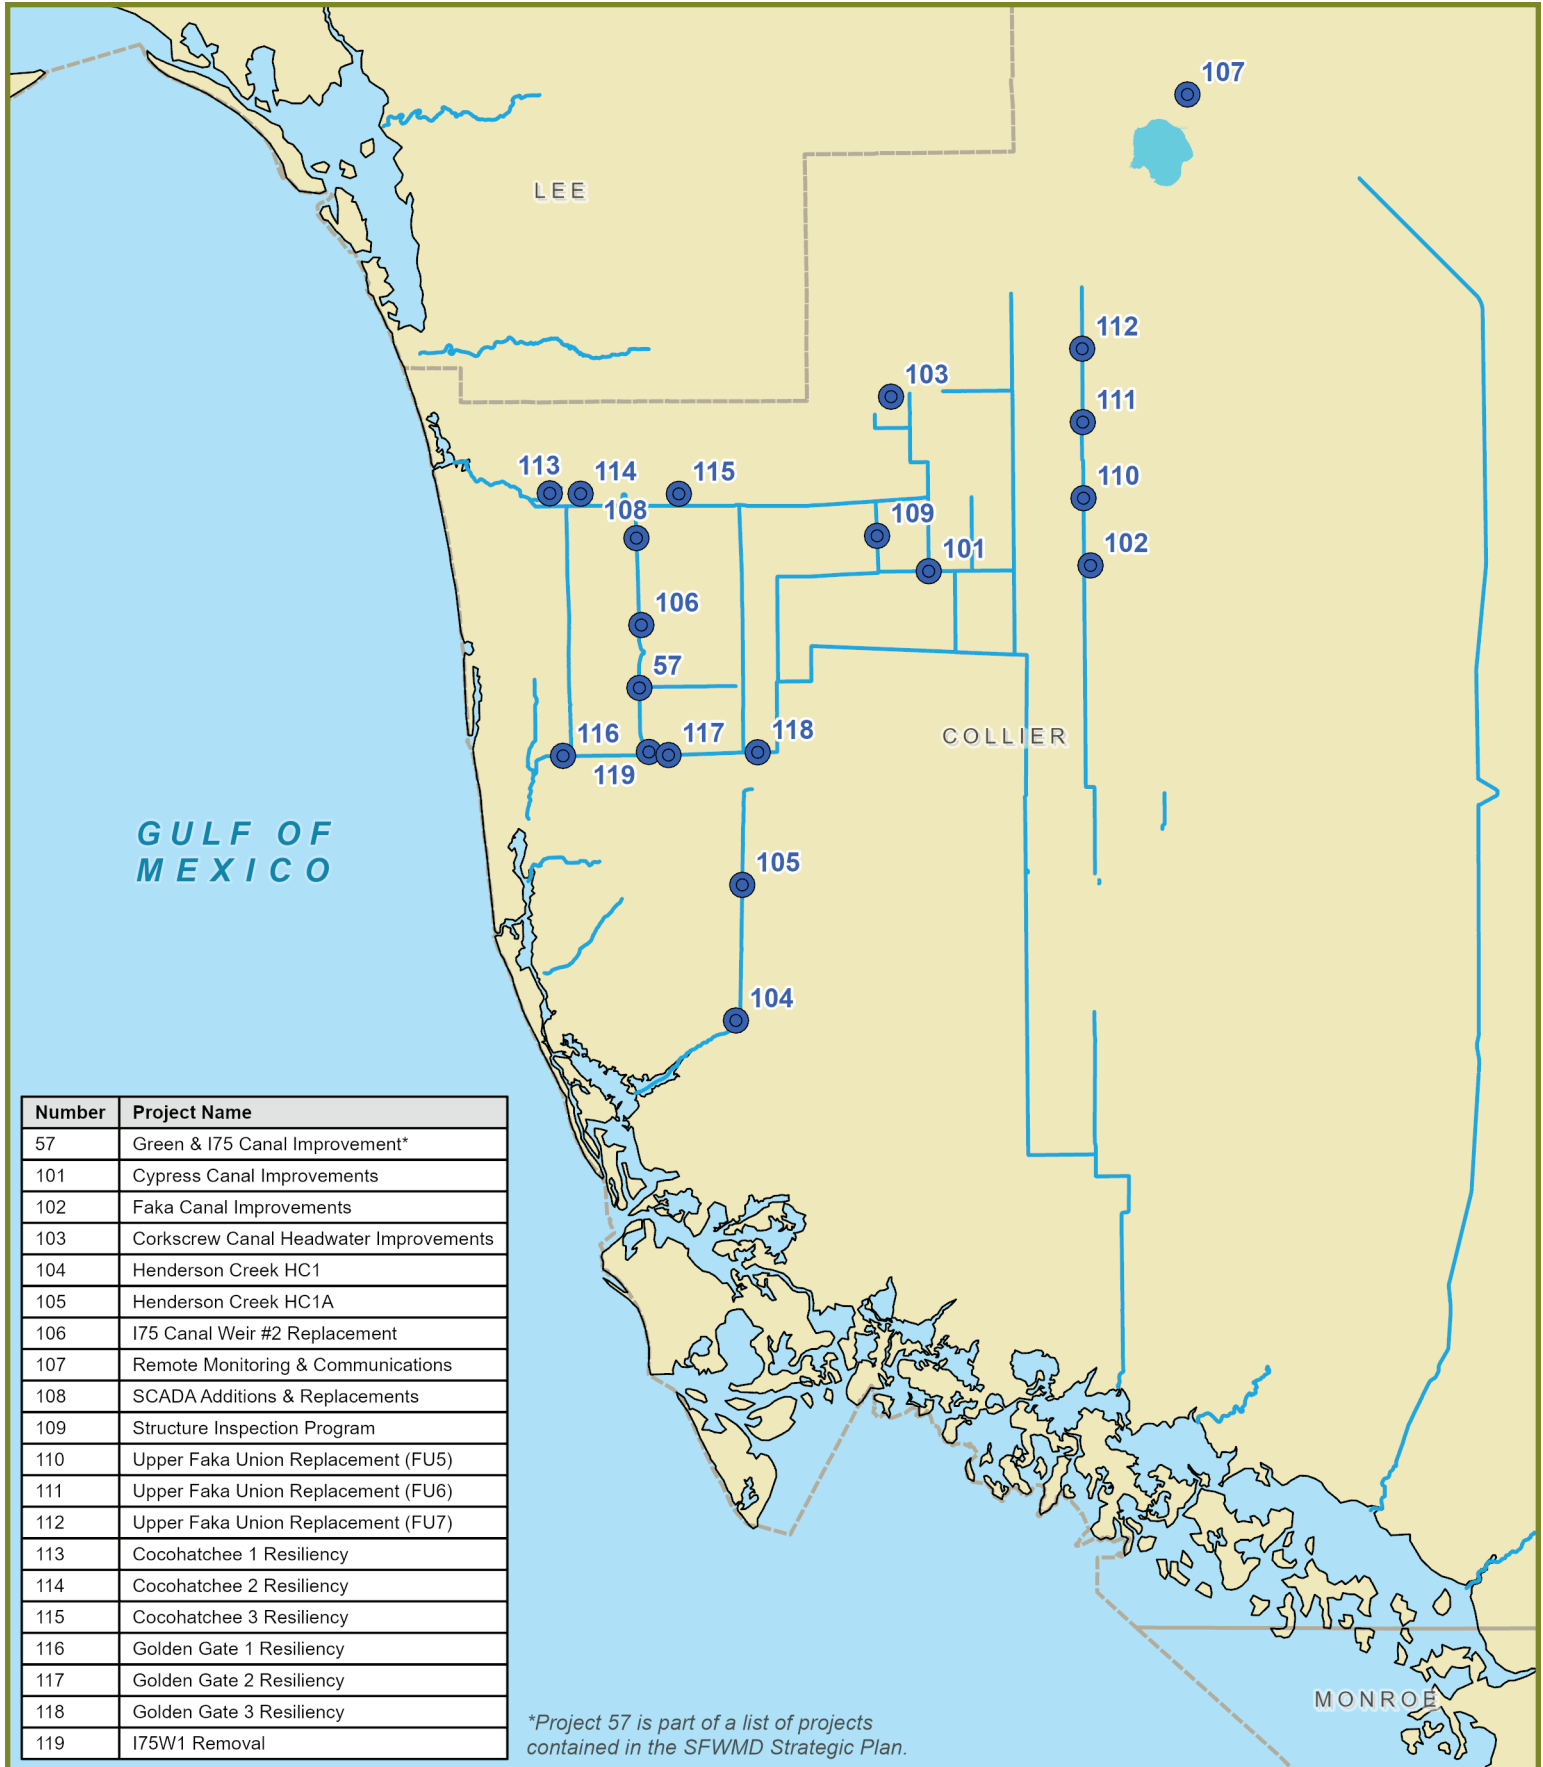 107
LEE
112
103
111
113
114
115
110
108
109
102
101
106
57
COLLIER
116
117
118
119
GULF OF
MEXICO
105
104
Number Project Name
57 Green & I75 Canal Improvement*
101 Cypress Canal Improvements
102 Faka Canal Improvements
103 Corkscrew Canal Headwater Improvements
104 Henderson Creek HC1
105 Henderson Creek HC1A
106 I75 Canal Weir #2 Replacement
107 Remote Monitoring & Communications
108 SCADA Additions & Replacements
109 Structure Inspection Program
110 Upper Faka Union Replacement (FU5)
111 Upper Faka Union Replacement (FU6)
112 Upper Faka Union Replacement (FU7)
113 Cocohatchee 1 Resiliency
114 Cocohatchee 2 Resiliency
115 Cocohatchee 3 Resiliency
116 Golden Gate 1 Resiliency
117 Golden Gate 2 Resiliency
118 Golden Gate 3 Resiliency
119 I75W1 Removal
MONROE
*Project 57 is part of a list of projects
contained in the SFWMD Strategic Plan.